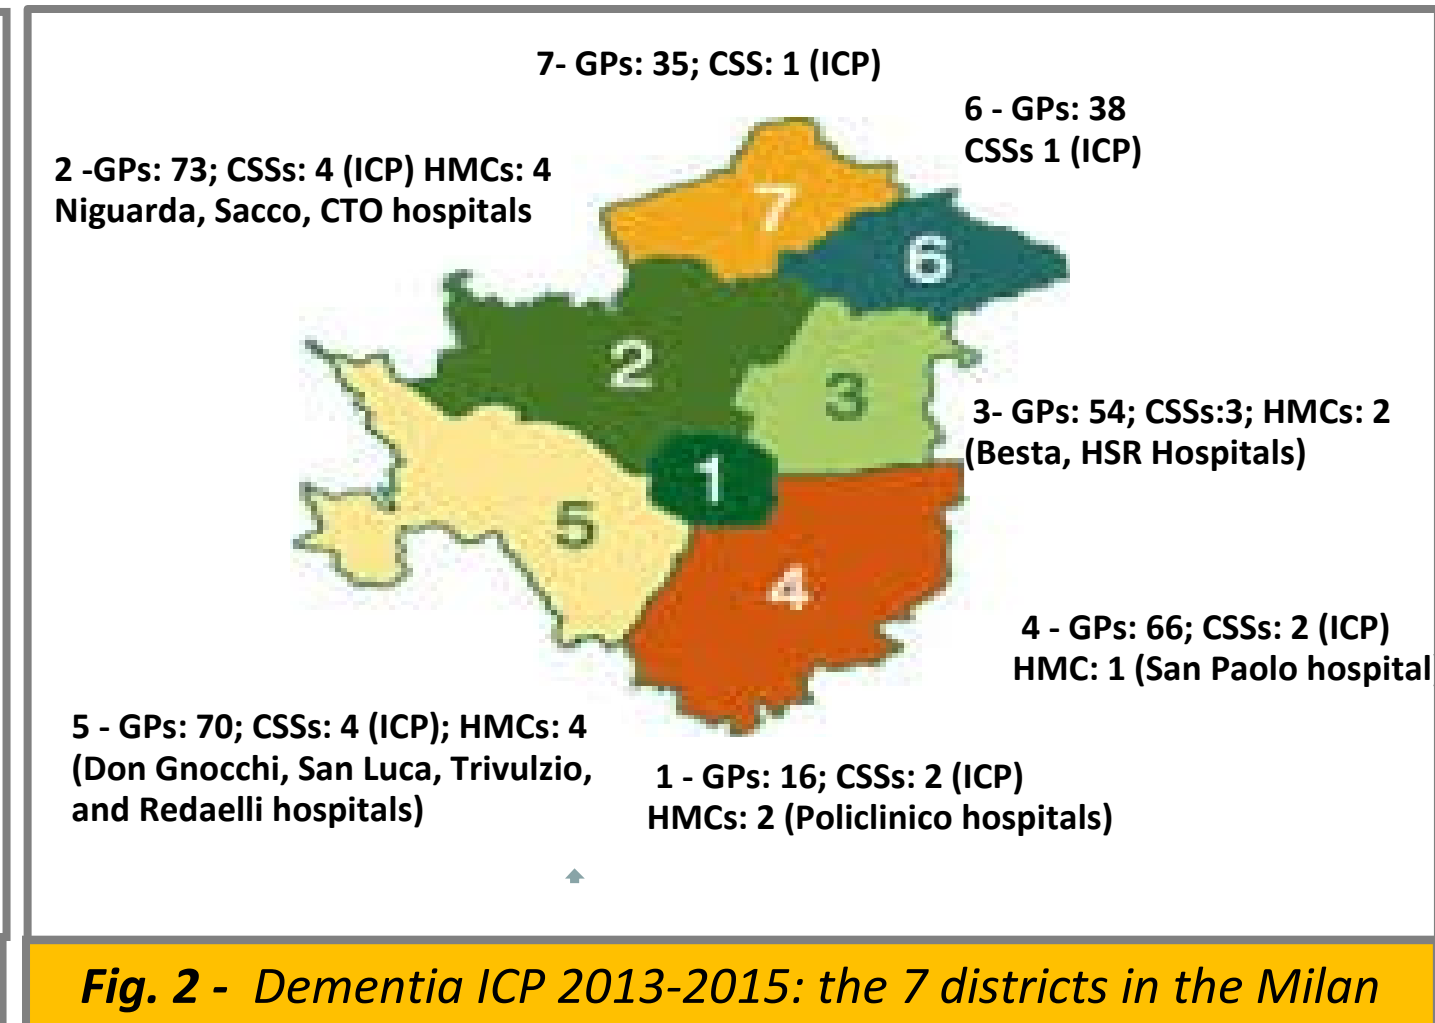 7- GPs: 35; CSS: 1 (ICP)
6 - GPs: 38
CSSs 1 (ICP)
2 -GPs: 73; CSSs: 4 (ICP) HMCs: 4
Niguarda, Sacco, CTO hospitals
7
6
2
3
3- GPs: 54; CSSs:3; HMCs: 2
(Besta, HSR Hospitals)
1
5
4
4 - GPs: 66; CSSs: 2 (ICP)
HMC: 1 (San Paolo hospital
5 - GPs: 70; CSSs: 4 (ICP); HMCs: 4
(Don Gnocchi, San Luca, Trivulzio,
and Redaelli hospitals)
1 - GPs: 16; CSSs: 2 (ICP)
HMCs: 2 (Policlinico hospitals)
Fig. 2 - Dementia ICP 2013-2015: the 7 districts in the Milan